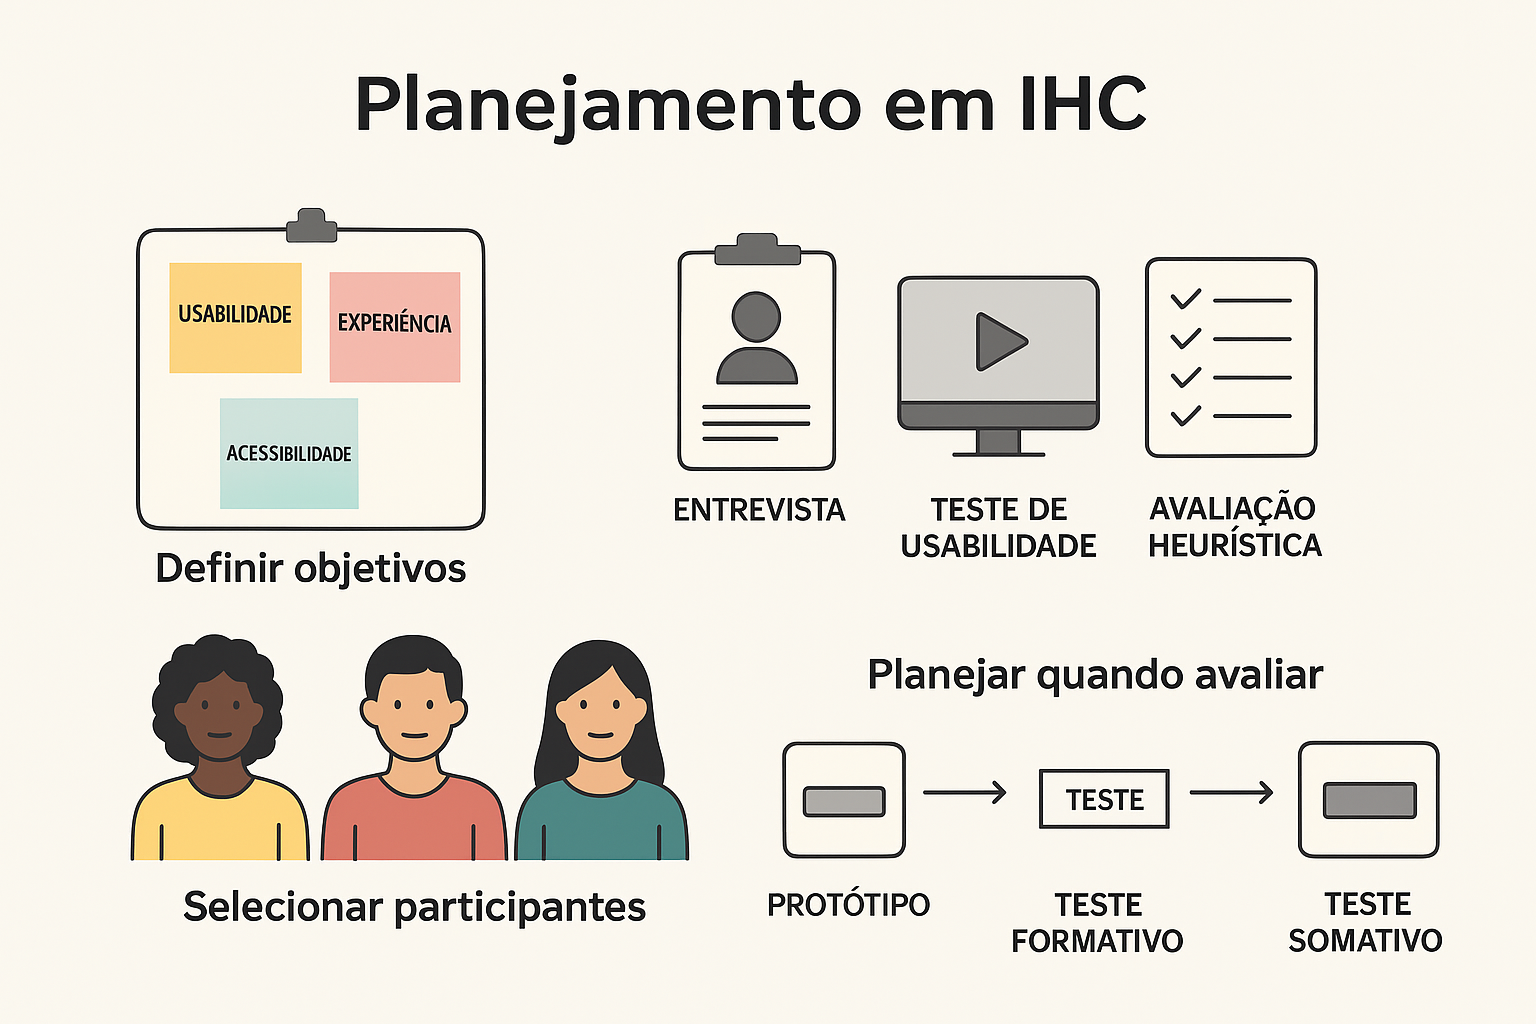 Planejamento em IHC
USABILIDADE
EXPERIÉNCIA
ACESSIBILIDADE
Definir objetivos
ENTREVISTA
TESTE DE
USABILIDADE
AVALIAÇÃO
HEURÍSTICA
Selecionar participantes
Planejar quando avaliar
TESTE
PROTÓTIPO
TESTE
FORMATIVO
TESTE
SOMATIVO